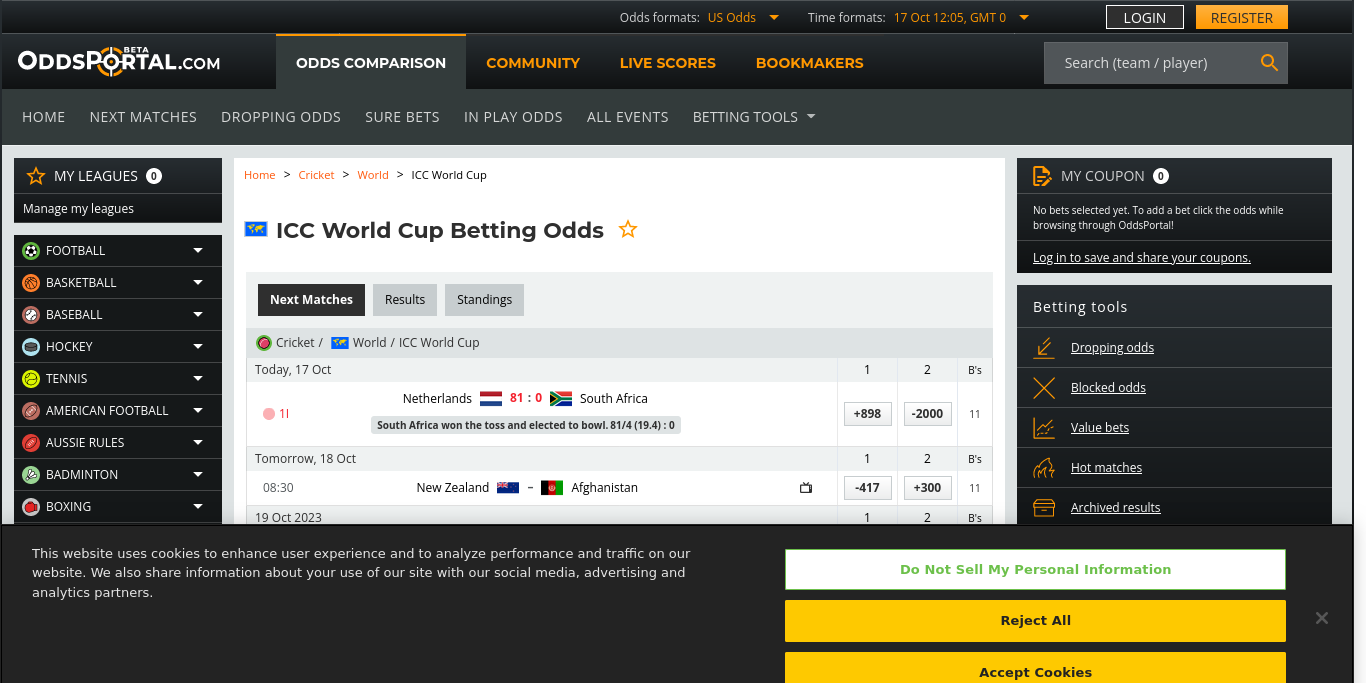 Odds formats: US Odds Time formats: 17 Oct 12:05, GMT 0 LOGIN REGISTER
ODDSPORTAL.COM BETA ODDS COMPARISON COMMUNITY LIVE SCORES BOOKMAKERS Search (team / player)
HOME NEXT MATCHES DROPPING ODDS SURE BETS IN PLAY ODDS ALL EVENTS BETTING TOOLS
MY LEAGUES 0
Manage my leagues
FOOTBALL
BASKETBALL
BASEBALL
HOCKEY
TENNIS
AMERICAN FOOTBALL
AUSSIE RULES
BADMINTON
BOXING
Home > Cricket > World > ICC World Cup
ICC World Cup Betting Odds
Next Matches Results Standings
Cricket / World / ICC World Cup
Today, 17 Oct 1 2 B's
Netherlands 81 : 0 South Africa
1I +898 -2000 11
South Africa won the toss and elected to bowl. 81/4 (19.4) : 0
Tomorrow, 18 Oct 1 2 B's
08:30 New Zealand – Afghanistan -417 +300 11
19 Oct 2023 1 2 B's
MY COUPON 0
No bets selected yet. To add a bet click the odds while
browsing through OddsPortal!
Log in to save and share your coupons.
Betting tools
Dropping odds
Blocked odds
Value bets
Hot matches
Archived results
This website uses cookies to enhance user experience and to analyze performance and traffic on our
website. We also share information about your use of our site with our social media, advertising and
analytics partners.
Do Not Sell My Personal Information
Reject All
Accept Cookies